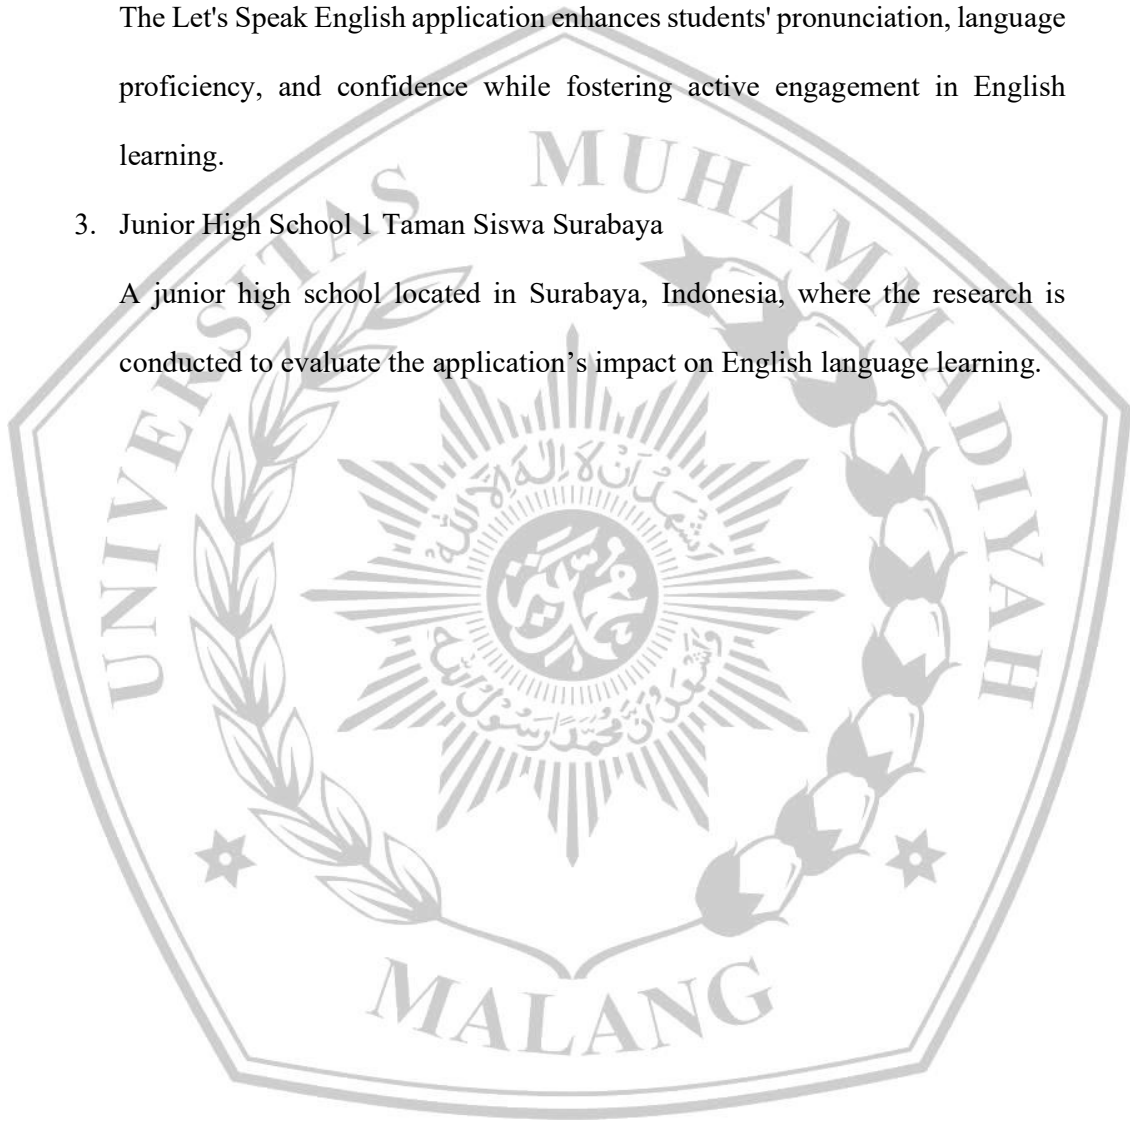 The Let's Speak English application enhances students' pronunciation, language
proficiency, and confidence while fostering active engagement in English
learning.
3. Junior High School 1 Taman Siswa Surabaya
A junior high school located in Surabaya, Indonesia, where the research is
conducted to evaluate the application’s impact on English language learning.
UNIVERSITAS MUHAMMADIYAH
MALANG